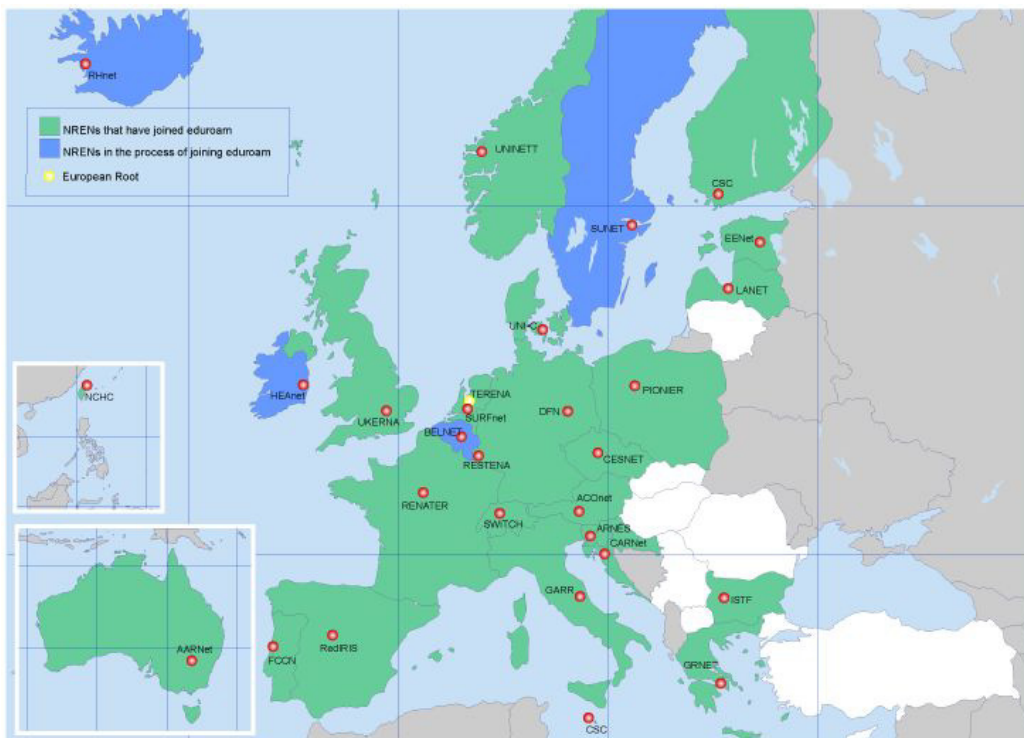 RHnet
NRENs that have joined eduroam
NRENs in the process of joining eduroam
European Root
UNINETT
CSC
SUNET
EENet
LANET
UNI-C
NCHC
HEAnet
UKERNA
TERENA
SURFnet
DFN
PIONIER
BELNET
RESTENA
CESNET
RENATER
SWITCH
ACOnet
ARNES
CARNet
GARR
ISTF
AARNet
FCCN
RedIRIS
GRNET
CSC